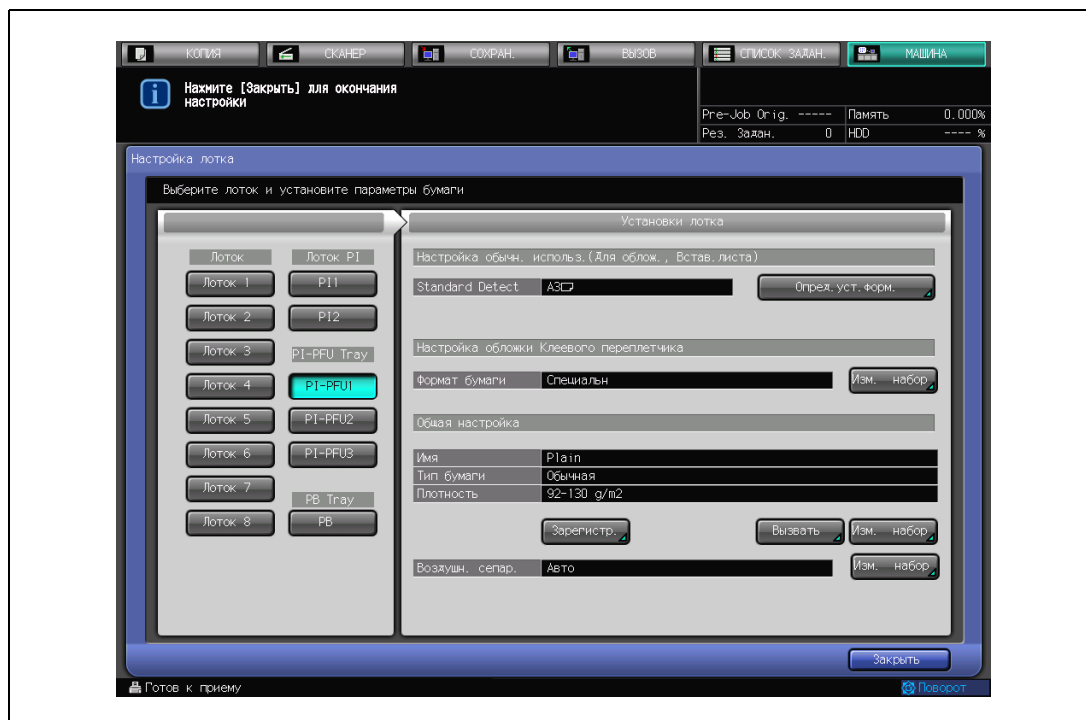 КОПИЯ СКАНЕР СОХРАН. ВЫЗОВ СПИСОК ЗАДАН. МАШИНА
Нажмите [Закрыть] для окончания
настройки
Pre-Job Orig. ----- Память 0.000%
Рез. Задан. 0 HDD ---- %
Настройка лотка
Выберите лоток и установите параметры бумаги
Установки лотка
Лоток Лоток PI
Лоток 1 PI1
Лоток 2 PI2
Лоток 3 PI-PFU Tray
Лоток 4 PI-PFU1
Лоток 5 PI-PFU2
Лоток 6 PI-PFU3
Лоток 7 PB Tray
Лоток 8 PB
Настройка обычн. использ.(Для облож., Встав.листа)
Standard Detect A3 Опред.уст.форм.
Настройка обложки Клеевого переплетчика
Формат бумаги Специальн Изм. набор
Общая настройка
Имя Plain
Тип бумаги Обычная
Плотность 92-130 g/m2
Зарегистр. Вызвать Изм. набор
Воздушн. сепар. Авто Изм. набор
Закрыть
Готов к приему Поворот